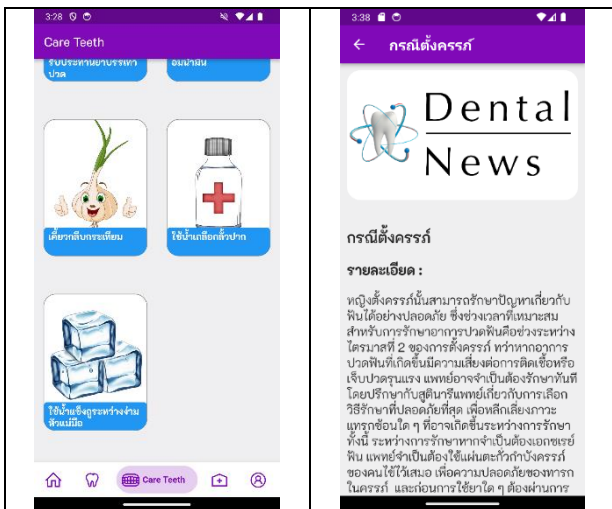 3:28
Care Teeth
รับประทานยาบรรเทา
ปวด
อมน้ำมัน
เคี้ยวกลีบกระเทียม
ใช้น้ำเกลือกลั้วปาก
ใช้น้ำแข็งถูระหว่างง่าม
หัวแม่มือ
Care Teeth
3:38
กรณีตั้งครรภ์
Dental
News
กรณีตั้งครรภ์
รายละเอียด :
หญิงตั้งครรภ์นั้นสามารถรักษาปัญหาเกี่ยวกับ
ฟันได้อย่างปลอดภัย ซึ่งช่วงเวลาที่เหมาะสม
สำหรับการรักษาอาการปวดฟันคือช่วงระหว่าง
ไตรมาสที่ 2 ของการตั้งครรภ์ ทว่าหากอาการ
ปวดฟันที่เกิดขึ้นมีความเสี่ยงต่อการติดเชื้อหรือ
เจ็บปวดรุนแรง แพทย์อาจจำเป็นต้องรักษาทันที
โดยปรึกษากับสูตินารีแพทย์เกี่ยวกับการเลือก
วิธีรักษาที่ปลอดภัยที่สุด เพื่อหลีกเลี่ยงภาวะ
แทรกซ้อนใด ๆ ที่อาจเกิดขึ้นระหว่างการรักษา
ทั้งนี้ ระหว่างการรักษาหากจำเป็นต้องเอกซเรย์
ฟัน แพทย์จำเป็นต้องใช้แผ่นตะกั่วกำบังครรภ์
ของคนไข้ไว้เสมอ เพื่อความปลอดภัยของทารก
ในครรภ์ และก่อนการใช้ยาใด ๆ ต้องผ่านการ